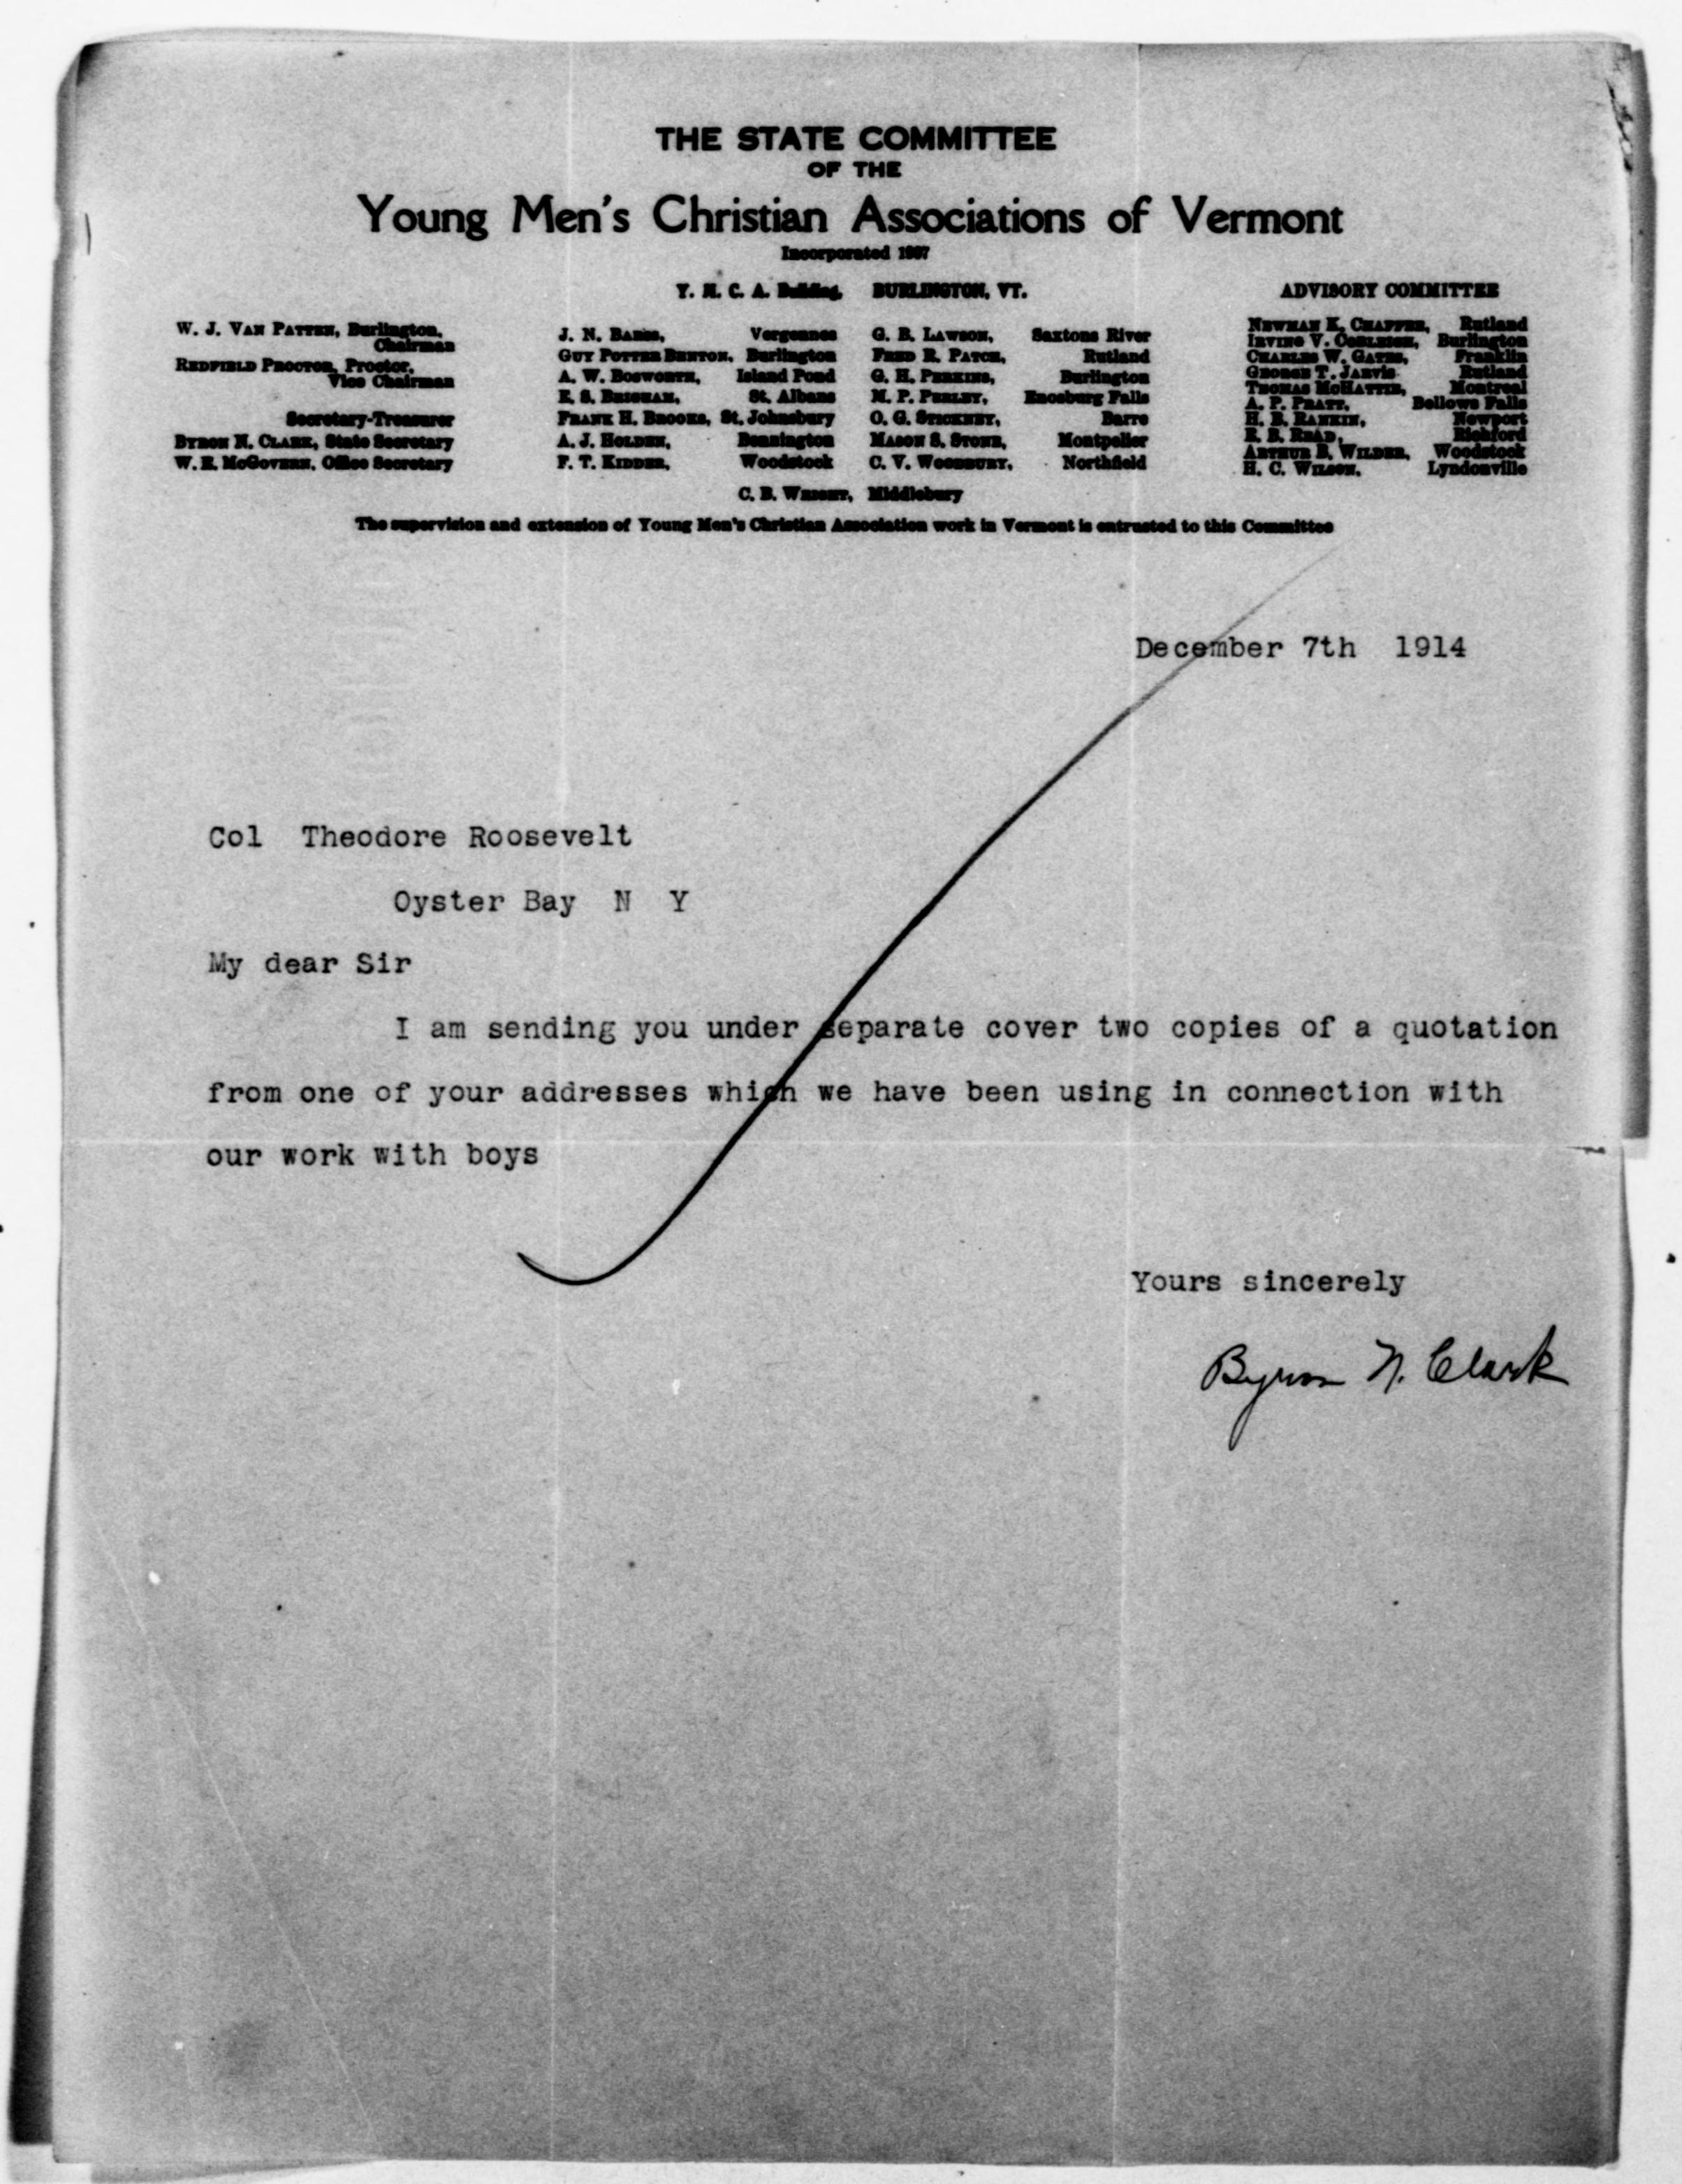 THE STATE COMMITTEE
OF THE
Young Men's Christian Associations of Vermont
Incorporated
Y. M. C. A. Building, BURLINGTON, VT.
W. J. VAN PATTEN, Burlington,
Chairman
REDFIELD PROCTOR, Proctor,
Vice Chairman
Secretary-Treasurer
BYRON N. CLARK, State Secretary
W. R. McGOVERN, Office Secretary
J. N. Vergennes
GUY POTTER BENTON, Burlington
A. W. BOSWORTH, Island Pond
E. S. BRIGHAM, St. Albans
FRANK H. BROOKS, St. Johnsbury
A. J. HOLDEN, Bennington
F. T. KIDDER, Woodstock
G. B. LAWSON, Saxtons River
FRED R. PATCH, Rutland
G. H. PERKINS, Burlington
M. P. PERLEY, Enosburg Falls
O. G. STICKNEY, Barre
MASON S. STONE, Montpelier
C. V. WOODBURY, Northfield
C. B. WRIGHT, Middlebury
ADVISORY COMMITTEE
NEWMAN K. CHAFFEE, Rutland
IRVING V. Burlington
CHARLES W. GATES, Franklin
GEORGE T. JARVIS Rutland
THOMAS McHATTIE, Montreal
A. P. PRATT, Bellows Falls
H. B. RANKIN, Newport
R. B. READ, Richford
ARTHUR B. WILDER, Woodstock
H. C. WILSON, Lyndonville
The supervision and extension of Young Men's Christian Association work in Vermont is entrusted to this Committee
December 7th 1914
Col Theodore Roosevelt
Oyster Bay N Y
My dear Sir
I am sending you under separate cover two copies of a quotation
from one of your addresses which we have been using in connection with
our work with boys
Yours sincerely
Byron N. Clark